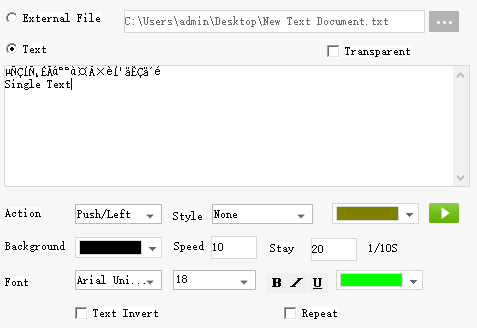 External File
C:\Users\admin\Desktop\New Text Document.txt
...
Text
Transparent
Single Text
Action
Push/Left
Style
None
Background
Speed
10
Stay
20
1/10S
Font
Arial Uni...
18
B I U
Text Invert
Repeat